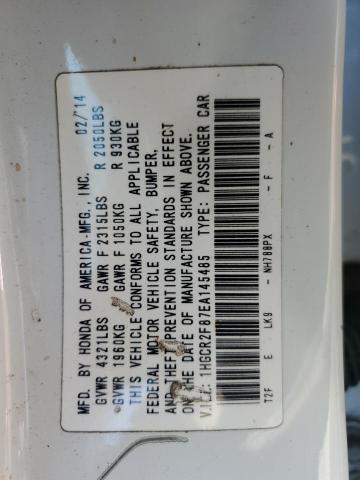 MFD. BY HONDA OF AMERICA-MFG., INC. 02/14
GVWR 4321LBS GAWR F 2315LBS R 2050LBS
GVWR 1960KG GAWR F 1050KG R 930KG
THIS VEHICLE CONFORMS TO ALL APPLICABLE
FEDERAL MOTOR VEHICLE SAFETY, BUMPER,
AND THEFT PREVENTION STANDARDS IN EFFECT
ON THE DATE OF MANUFACTURE SHOWN ABOVE.
V.I.N.: 1HGCR2F87EA145485 TYPE: PASSENGER CAR
T2F E LK9 - NH788PX - F - A